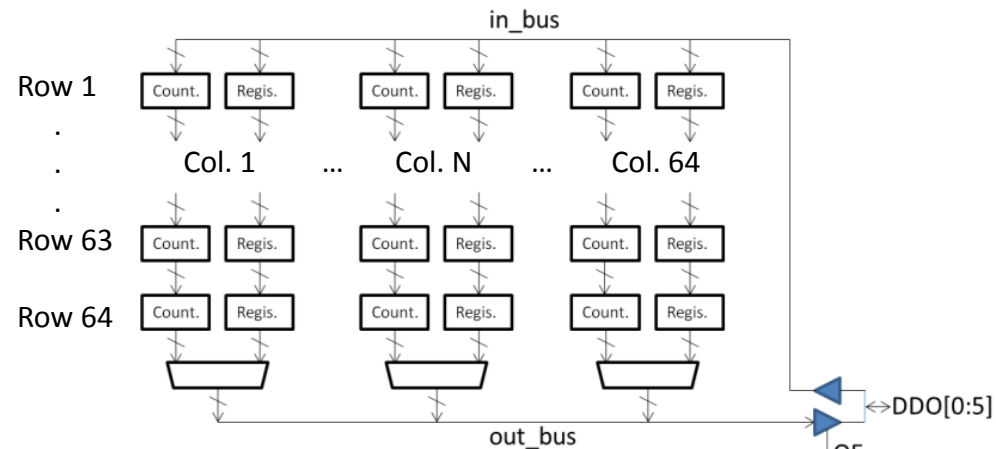 in_bus
Row 1 Count. Regis. Count. Regis. Count. Regis.
.
. Col. 1 ... Col. N ... Col. 64
.
Row 63 Count. Regis. Count. Regis. Count. Regis.
Row 64 Count. Regis. Count. Regis. Count. Regis.
DDO[0:5]
out_bus